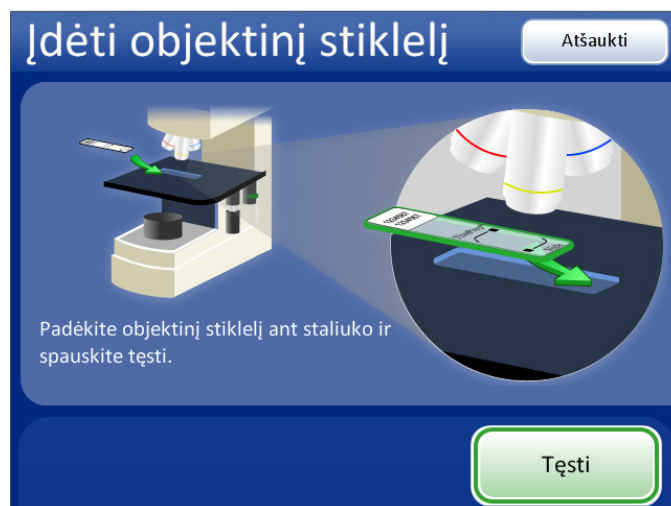 Įdėti objektinį stiklelį
Atšaukti
Padėkite objektinį stiklelį ant staliuko ir
spauskite tęsti.
Tęsti